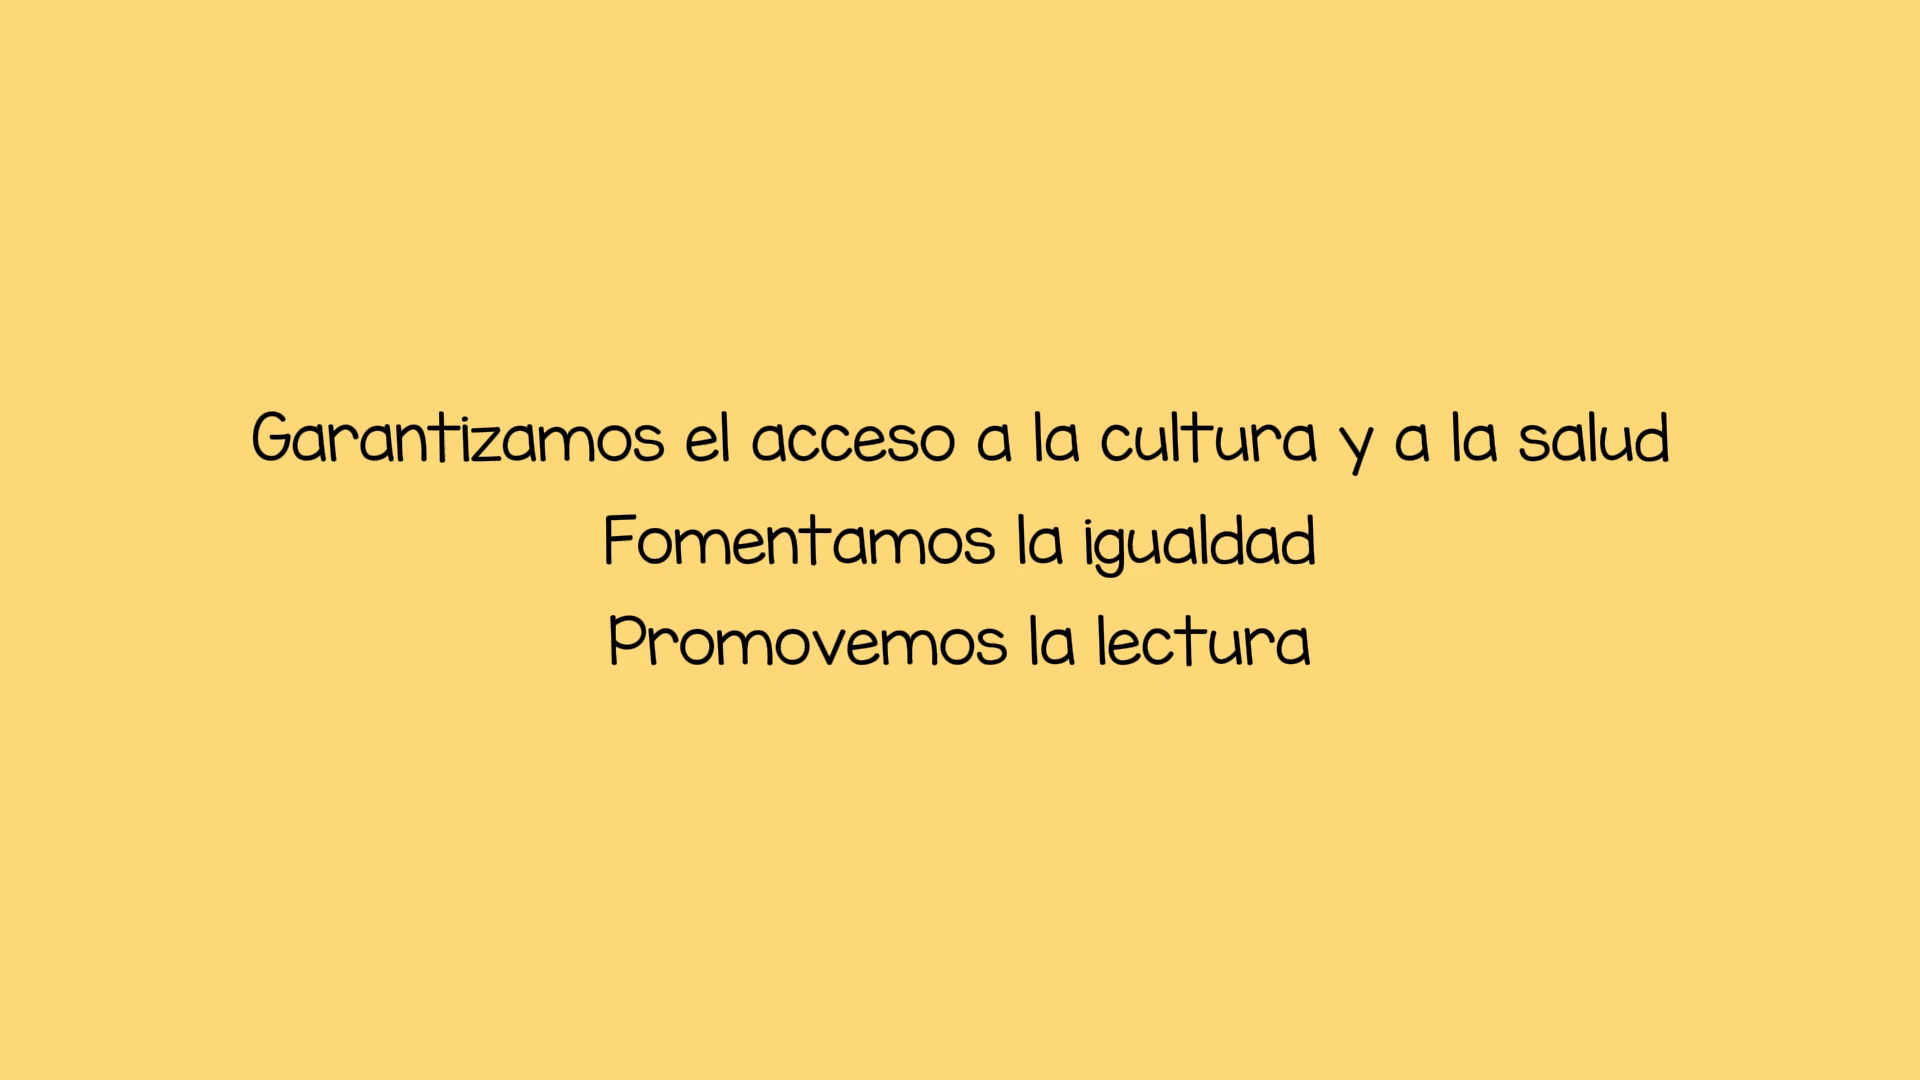 Garantizamos el acceso a la cultura y a la salud
Fomentamos la igualdad
Promovemos la lectura